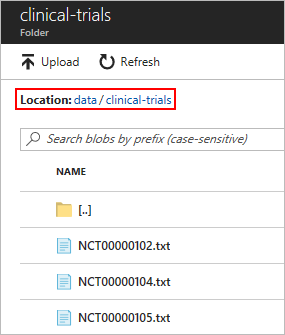 clinical-trials
Folder
Upload Refresh
Location: data / clinical-trials
Search blobs by prefix (case-sensitive)
NAME
[..]
NCT00000102.txt
NCT00000104.txt
NCT00000105.txt